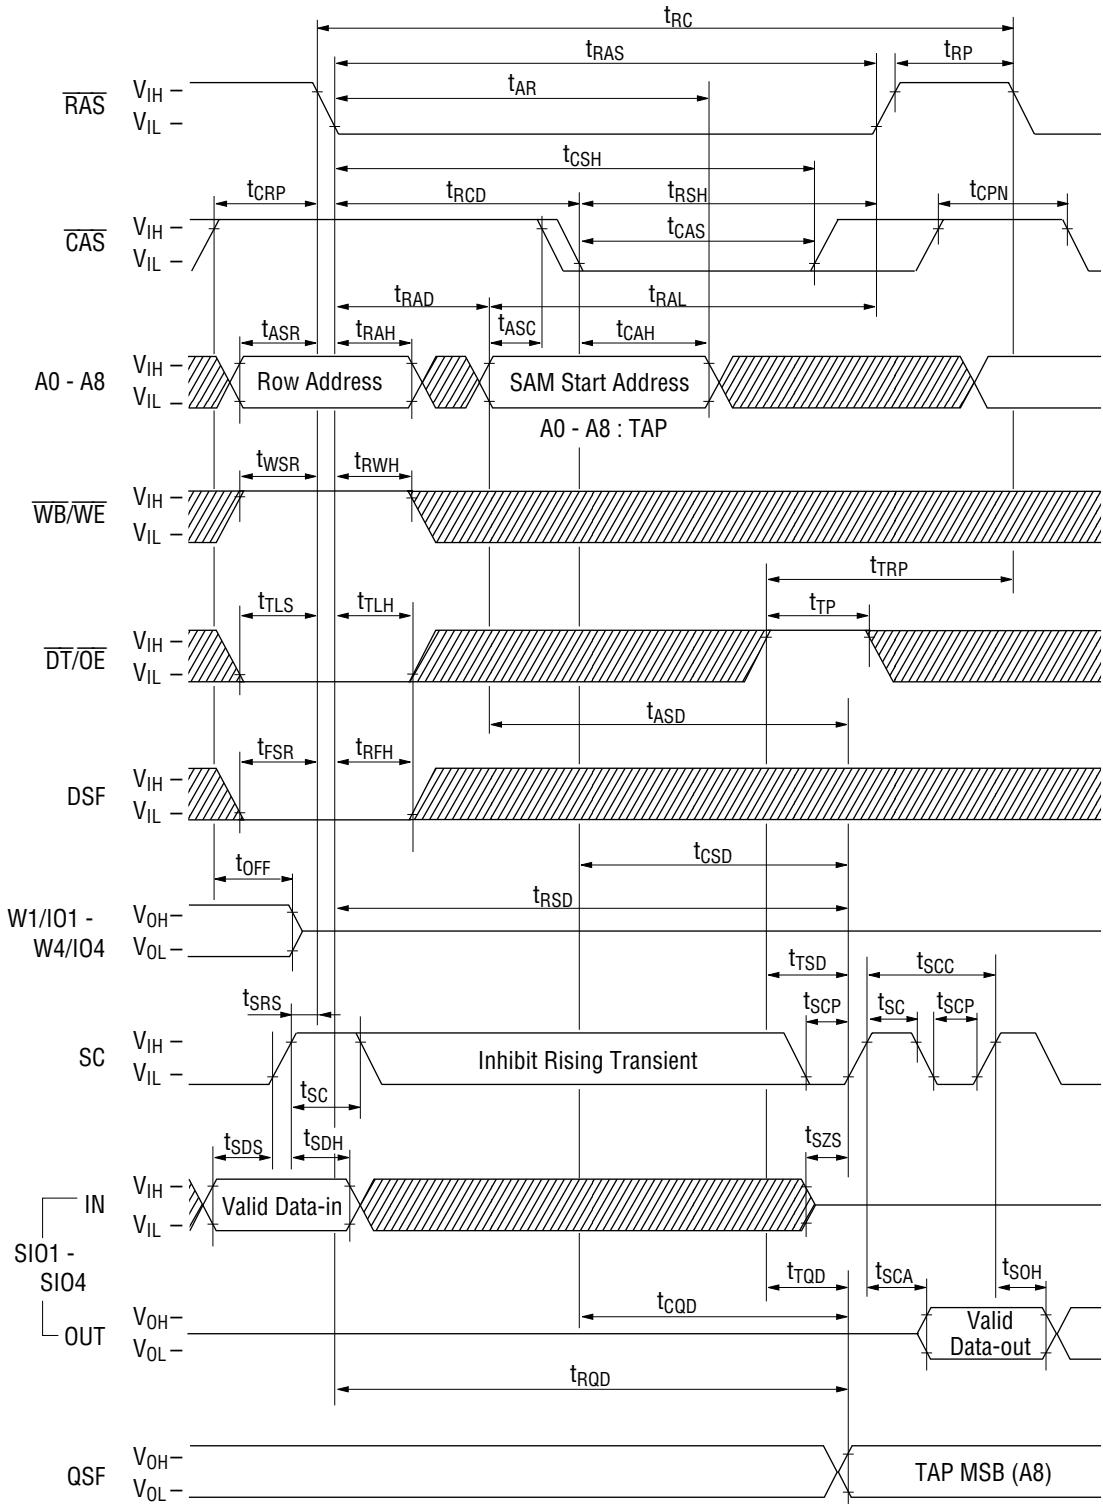 tRC
tRAS
tRP
tAR
RAS
VIH
VIL
tCSH
tCRP
tRCD
tRSH
tCPN
CAS
VIH
VIL
tCAS
tRAD
tRAL
tASR
tRAH
tASC
tCAH
A0 - A8
VIH
VIL
Row Address
SAM Start Address
A0 - A8 : TAP
tWSR
tRWH
WB/WE
VIH
VIL
tTRP
tTLS
tTLH
tTP
DT/OE
VIH
VIL
tASD
tFSR
tRFH
DSF
VIH
VIL
tCSD
tOFF
tRSD
W1/IO1 -
W4/IO4
VOH
VOL
tTSD
tSCC
tSRS
tSCP
tSC
tSCP
SC
VIH
VIL
Inhibit Rising Transient
tSC
tSDS
tSDH
tSZS
IN
VIH
VIL
Valid Data-in
SIO1 -
SIO4
tTQD
tSCA
tSOH
tCQD
OUT
VOH
VOL
Valid
Data-out
tRQD
QSF
VOH
VOL
TAP MSB (A8)